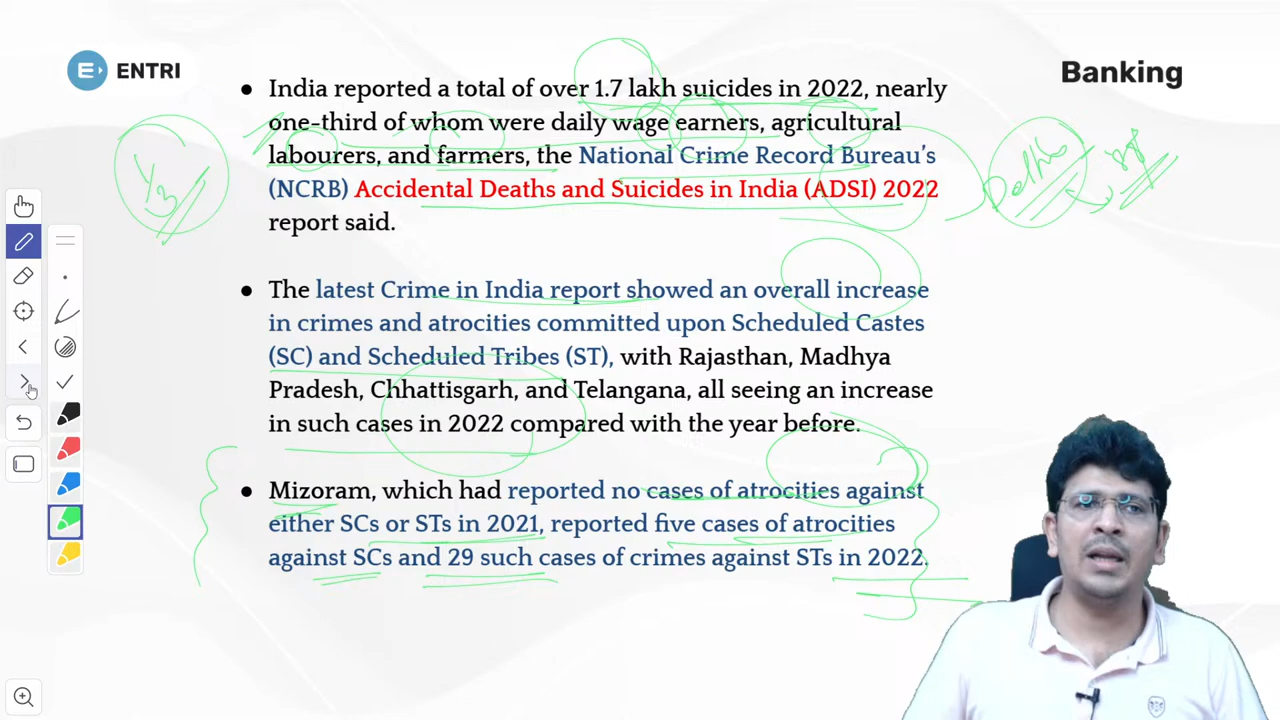 ENTRI
Banking
● India reported a total of over 1.7 lakh suicides in 2022, nearly
one-third of whom were daily wage earners, agricultural
labourers, and farmers, the National Crime Record Bureau's
(NCRB) Accidental Deaths and Suicides in India (ADSI) 2022
report said.
1/3
Delhi
● The latest Crime in India report showed an overall increase
in crimes and atrocities committed upon Scheduled Castes
(SC) and Scheduled Tribes (ST), with Rajasthan, Madhya
Pradesh, Chhattisgarh, and Telangana, all seeing an increase
in such cases in 2022 compared with the year before.
● Mizoram, which had reported no cases of atrocities against
either SCs or STs in 2021, reported five cases of atrocities
against SCs and 29 such cases of crimes against STs in 2022.